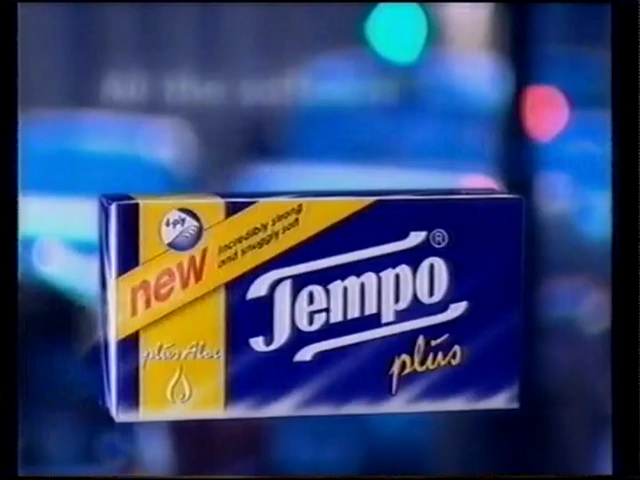 4-ply
new
incredibly strong
and snuggly soft
Tempo®
plus
plus Aloe